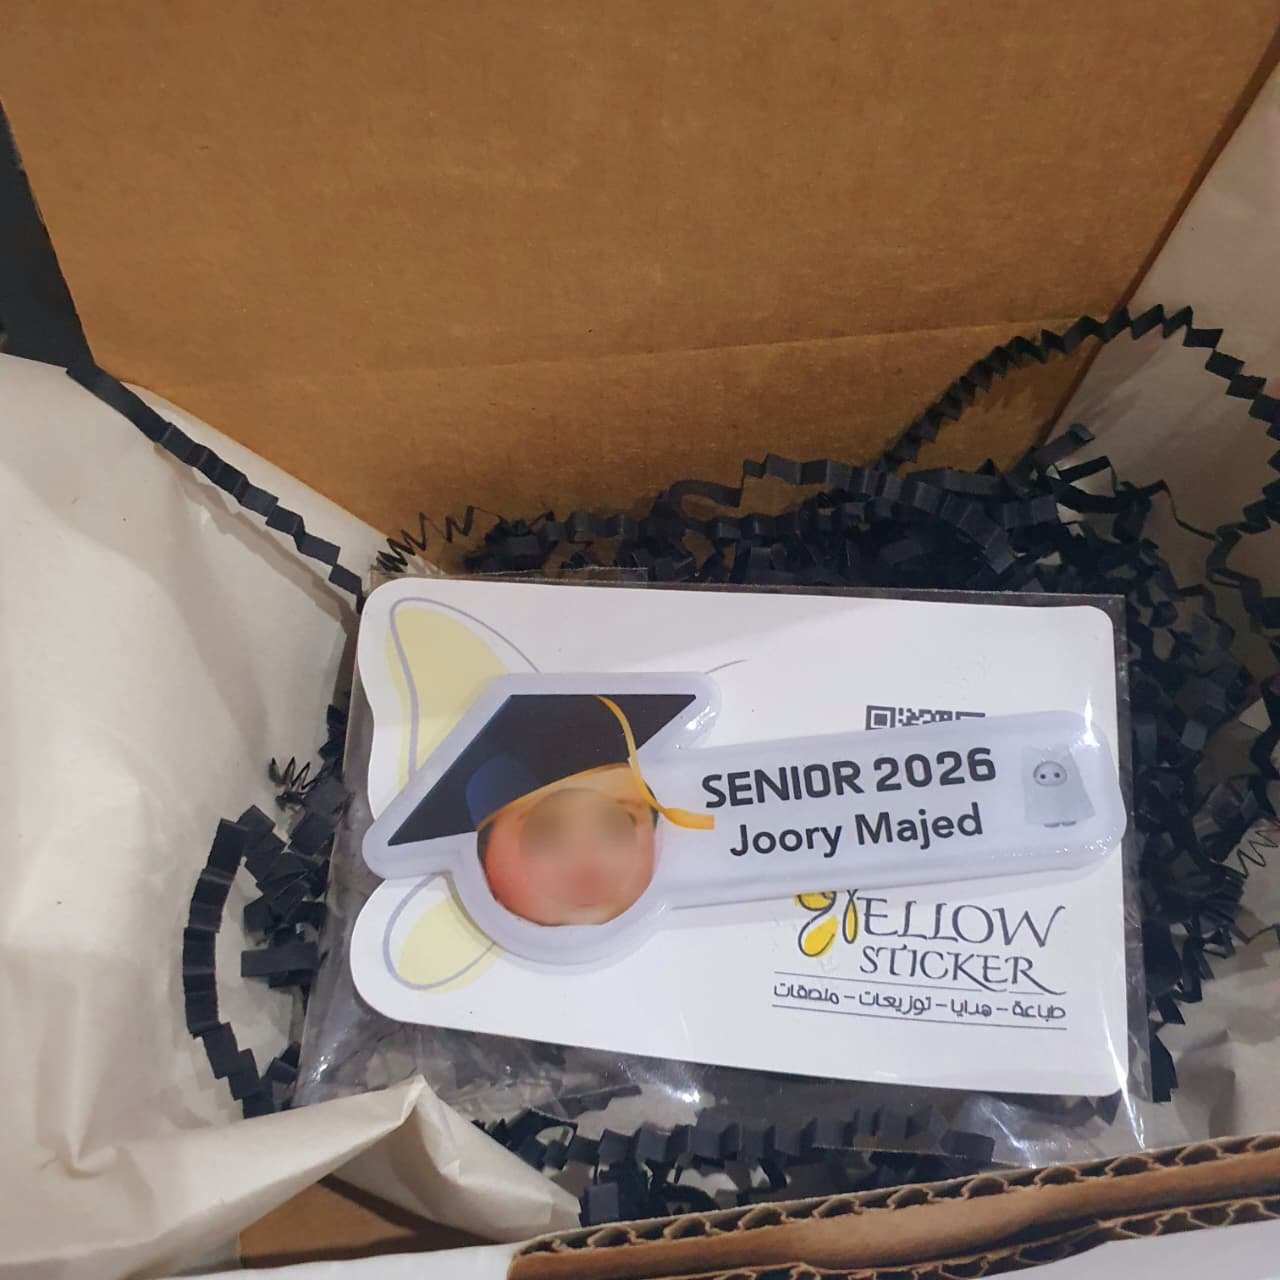 SENIOR 2026
Joory Majed
YELLOW
STICKER
طباعة - هدايا - توزيعات - ملصقات